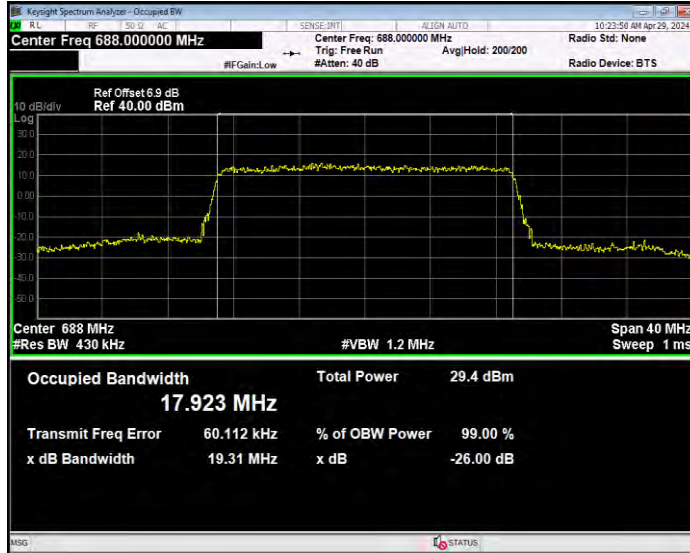 Keysight Spectrum Analyzer - Occupied BW
RL RF 50 Ω AC SENSE:INT ALIGN AUTO 10:23:50 AM Apr 29, 2024
Center Freq 688.000000 MHz
Center Freq: 688.000000 MHz
Radio Std: None
Trig: Free Run Avg|Hold: 200/200
#IFGain:Low #Atten: 40 dB Radio Device: BTS
Ref Offset 6.9 dB
10 dB/div Ref 40.00 dBm
Log
30.0
20.0
10.0
0.00
-10.0
-20.0
-30.0
-40.0
-50.0
Center 688 MHz Span 40 MHz
#Res BW 430 kHz #VBW 1.2 MHz Sweep 1 ms
Occupied Bandwidth Total Power 29.4 dBm
17.923 MHz
Transmit Freq Error 60.112 kHz % of OBW Power 99.00 %
x dB Bandwidth 19.31 MHz x dB -26.00 dB
MSG STATUS